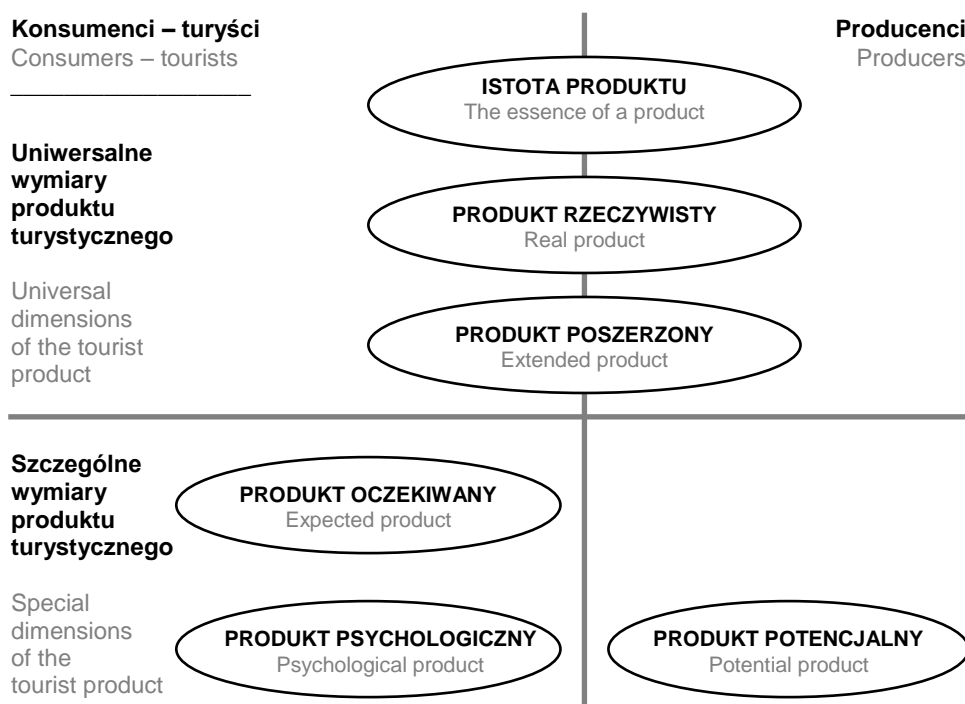 Konsumenci – turyści
Consumers – tourists
Producenci
Producers
ISTOTA PRODUKTU
The essence of a product
Uniwersalne
wymiary
produktu
turystycznego
PRODUKT RZECZYWISTY
Real product
Universal
dimensions
of the tourist
product
PRODUKT POSZERZONY
Extended product
Szczególne
wymiary
produktu
turystycznego
PRODUKT OCZEKIWANY
Expected product
Special
dimensions
of the
tourist product
PRODUKT PSYCHOLOGICZNY
Psychological product
PRODUKT POTENCJALNY
Potential product